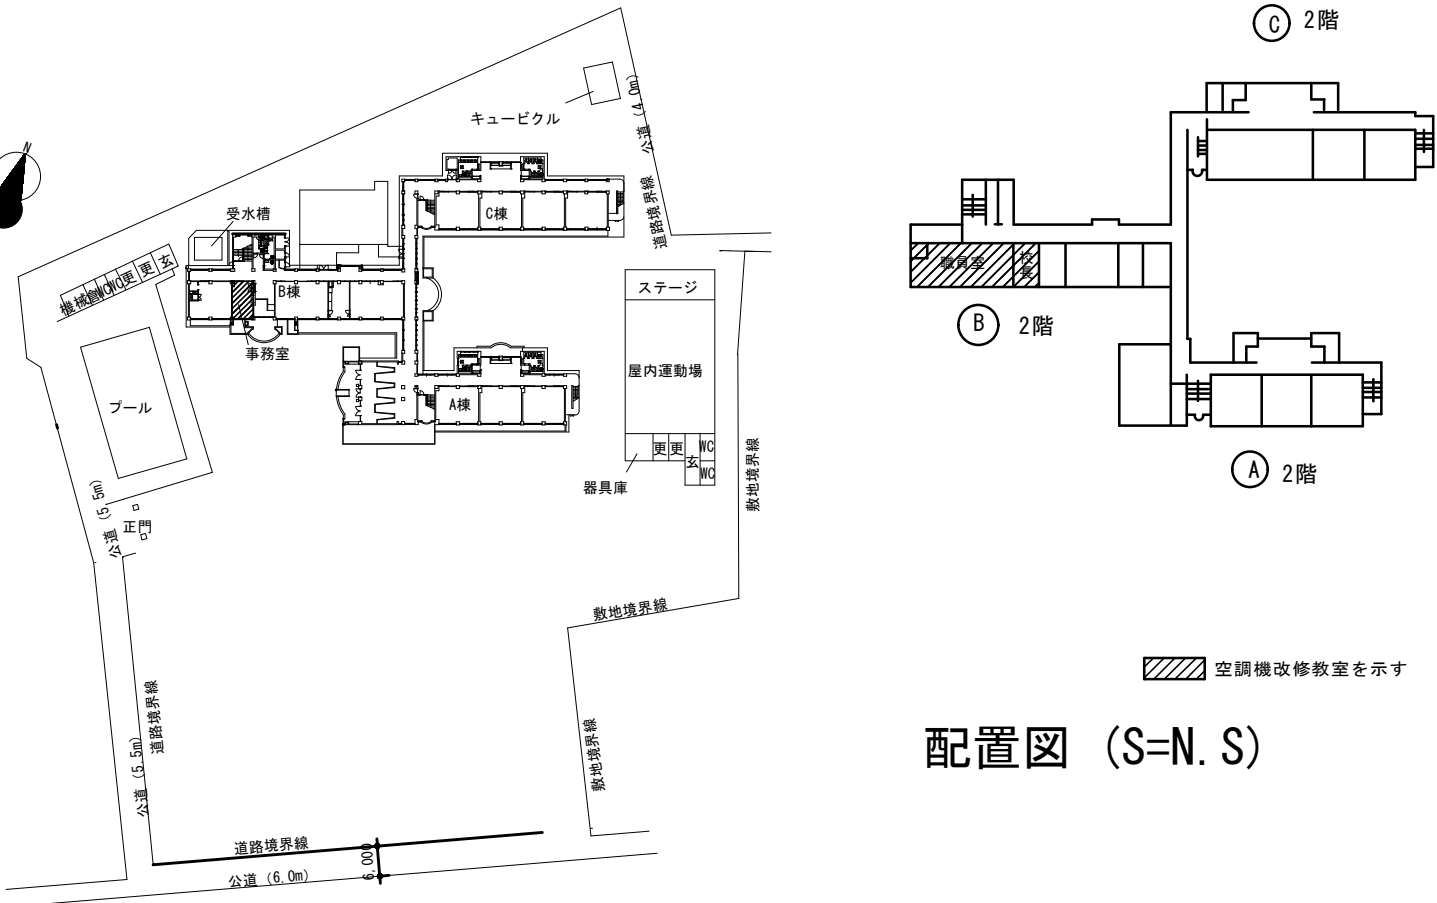 C 2階
キュービクル
公道 (4.0m)
道路境界線
N
受水槽
C棟
機械
倉
WC
WC
更
更
玄
B棟
事務室
ステージ
屋内運動場
プール
A棟
更
更
玄
WC
WC
器具庫
敷地境界線
公道 (5.5m)
正門
敷地境界線
敷地境界線
道路境界線
公道 (5.5m)
道路境界線
6,000
公道 (6.0m)
職員室
校長
B 2階
A 2階
空調機改修教室を示す
配置図 (S=N.S)